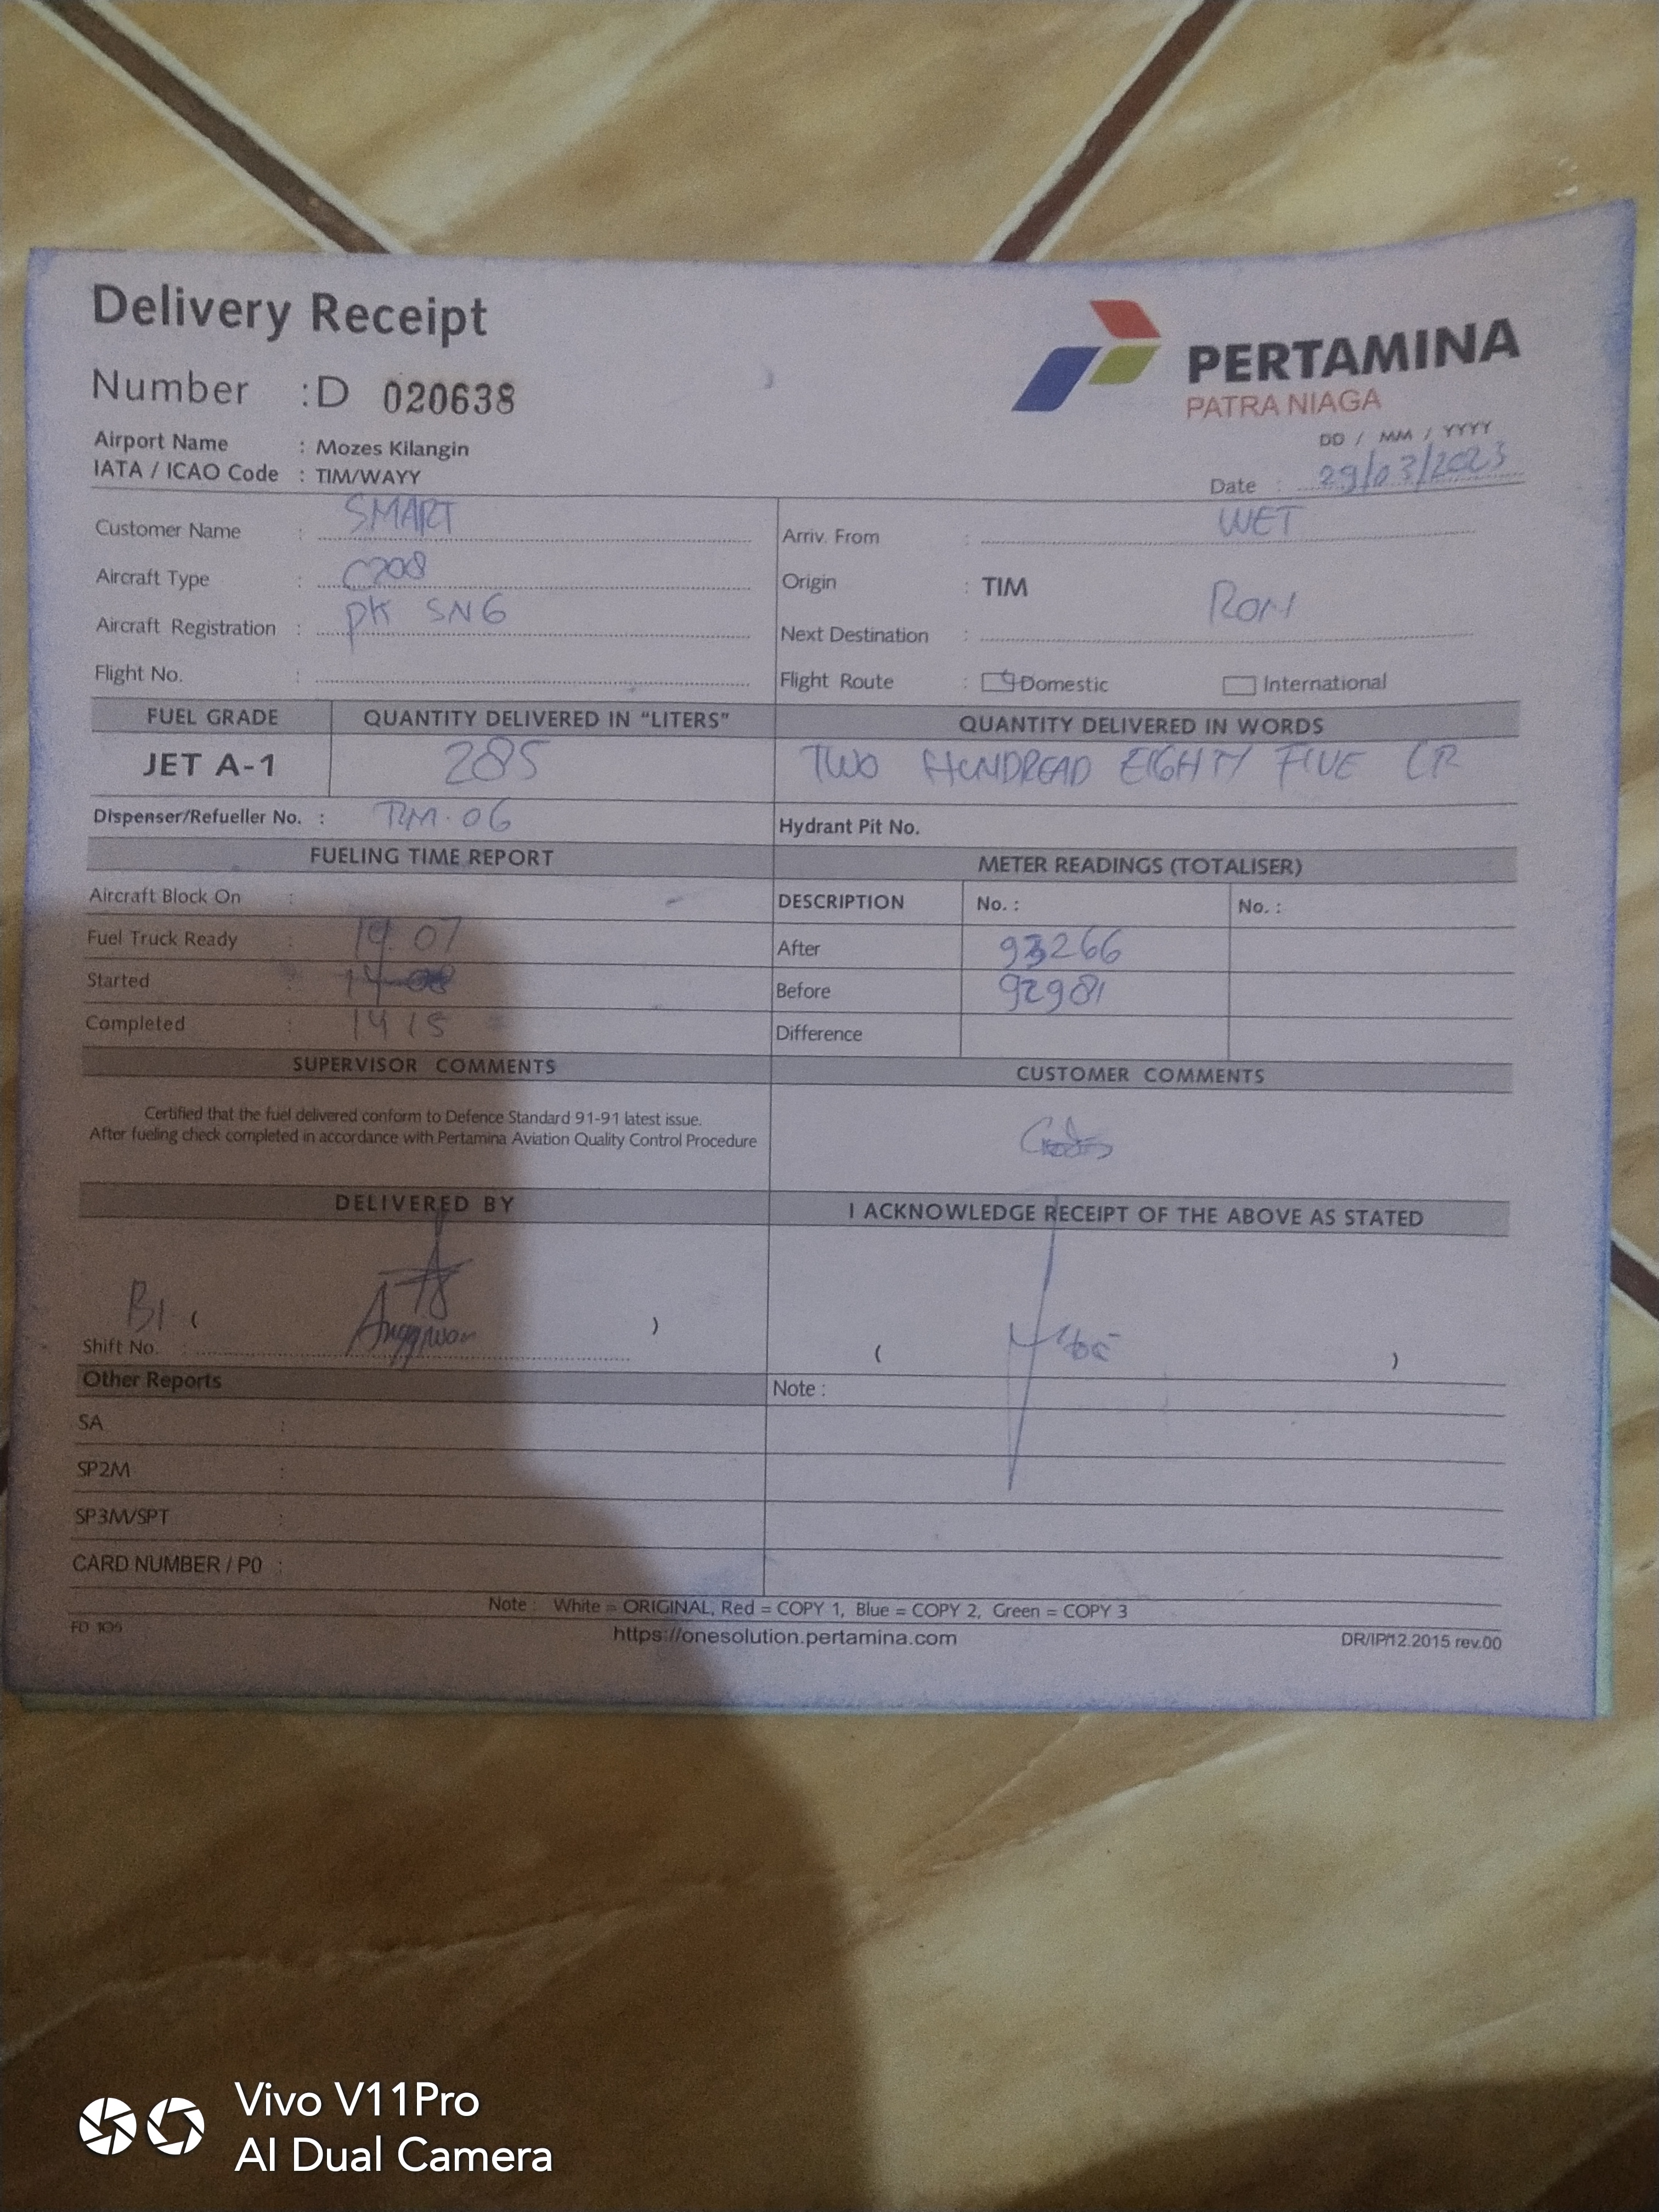 Delivery Receipt
Number : D 020638
PERTAMINA
PATRA NIAGA
Airport Name : Mozes Kilangin
IATA / ICAO Code : TIM/WAYY
DD / MM / YYYY
Date : 29/03/2023
Customer Name : SMART
Arriv. From : WET
Aircraft Type : C208
Origin : TIM
Aircraft Registration : PK SNG
Next Destination :
Flight No. :
Flight Route : Domestic International
FUEL GRADE QUANTITY DELIVERED IN "LITERS" QUANTITY DELIVERED IN WORDS
JET A-1 285 TWO HUNDREAD EIGHTY FIVE LR
Dispenser/Refueller No. : TIM.06
Hydrant Pit No.
FUELING TIME REPORT METER READINGS (TOTALISER)
Aircraft Block On :
DESCRIPTION No. : No. :
Fuel Truck Ready : 14.07
After 93266
Started : 14
Before 92981
Completed : 14 15
Difference
SUPERVISOR COMMENTS CUSTOMER COMMENTS
Certified that the fuel delivered conform to Defence Standard 91-91 latest issue.
After fueling check completed in accordance with Pertamina Aviation Quality Control Procedure
DELIVERED BY I ACKNOWLEDGE RECEIPT OF THE ABOVE AS STATED
B1
Shift No. : ( ) ( )
Other Reports Note :
SA :
SP2M :
SP3M/SPT :
CARD NUMBER / P0 :
Note : White = ORIGINAL, Red = COPY 1, Blue = COPY 2, Green = COPY 3
FD 105 https://onesolution.pertamina.com DR/IP/12.2015 rev.00
Vivo V11Pro
AI Dual Camera